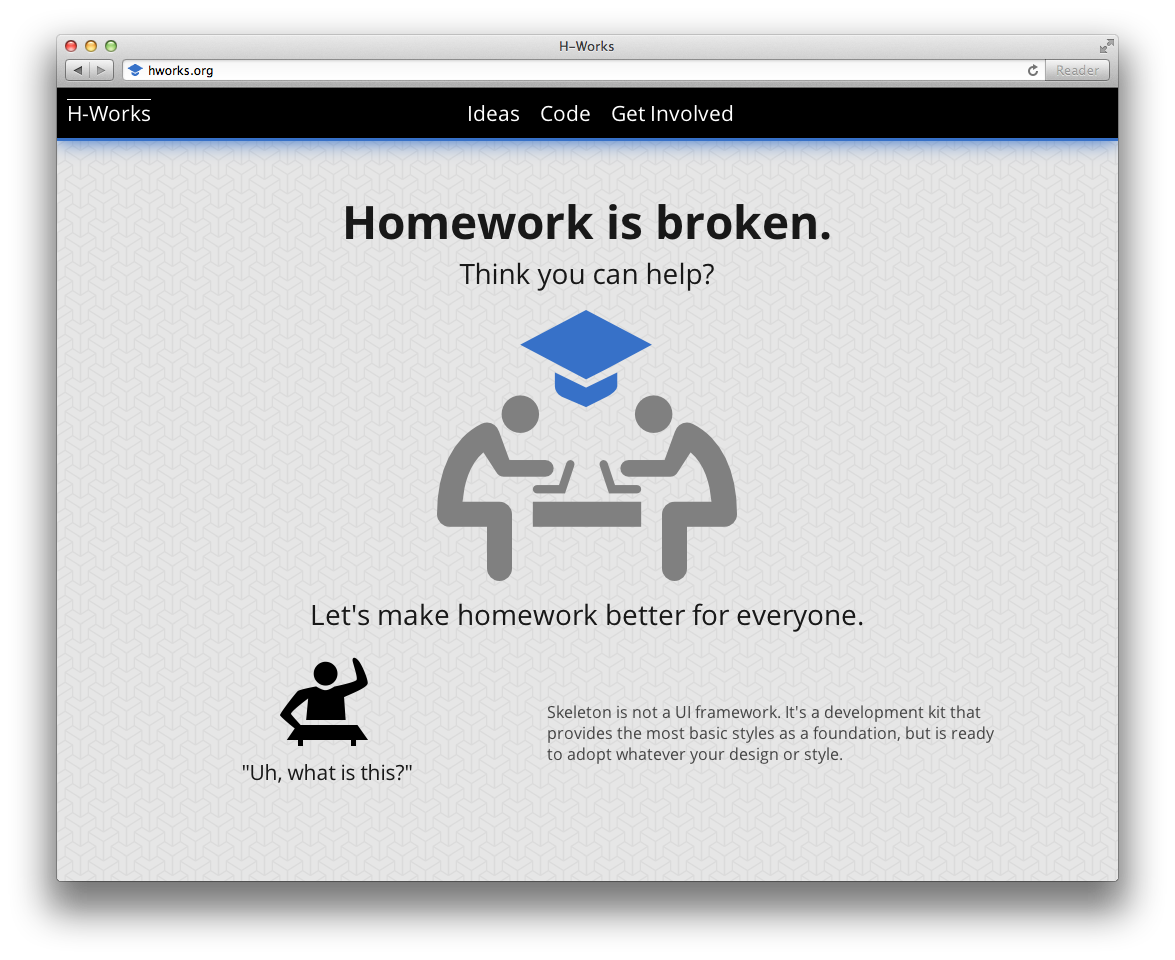 H-Works
hworks.org
Reader
H-Works
Ideas Code Get Involved
Homework is broken.
Think you can help?
Let's make homework better for everyone.
"Uh, what is this?"
Skeleton is not a UI framework. It's a development kit that
provides the most basic styles as a foundation, but is ready
to adopt whatever your design or style.